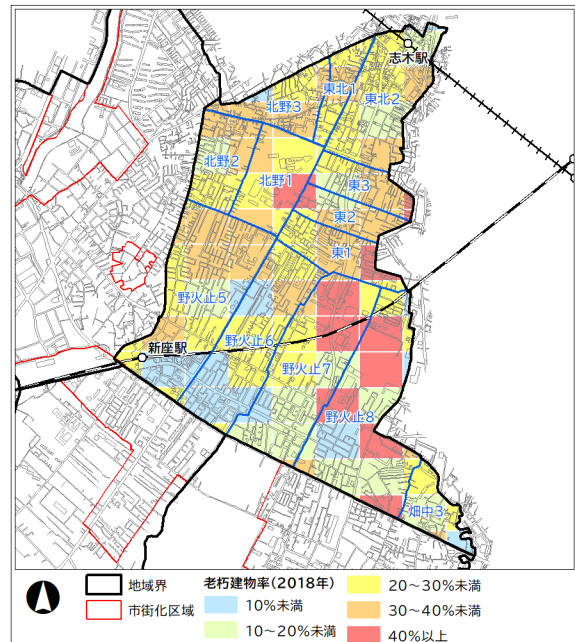 志木駅
東北1
東北2
北野3
北野2
北野1
東3
東2
東1
野火止5
野火止6
新座駅
野火止7
野火止8
畑中3
地域界
市街化区域
老朽建物率(2018年)
10%未満
10～20%未満
20～30%未満
30～40%未満
40%以上